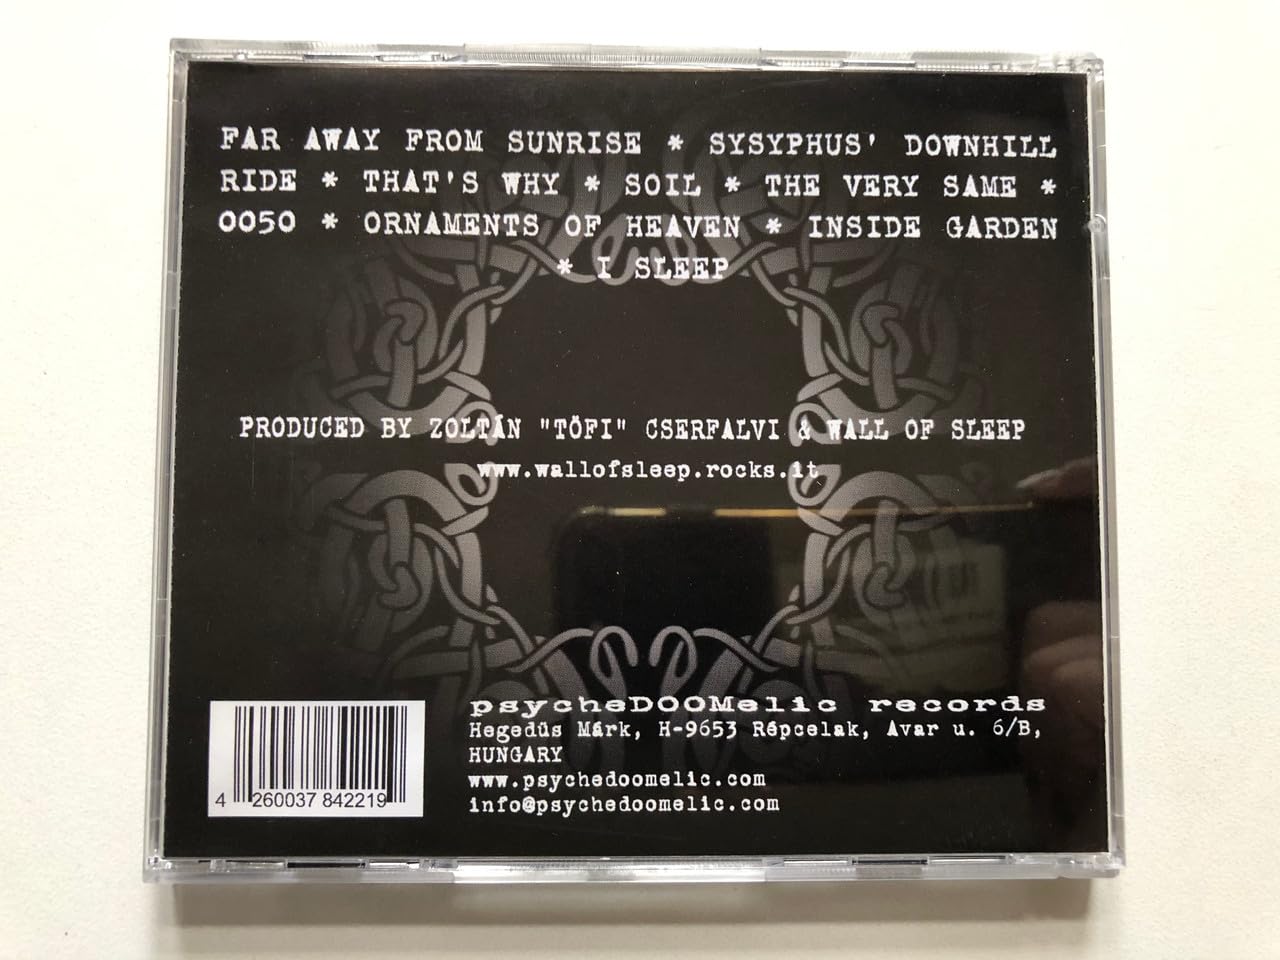 FAR AWAY FROM SUNRISE * SYSYPHUS' DOWNHILL
RIDE * THAT'S WHY * SOIL * THE VERY SAME *
0050 * ORNAMENTS OF HEAVEN * INSIDE GARDEN
* I SLEEP
PRODUCED BY ZOLTÁN "TÖFI" CSERFALVI & WALL OF SLEEP
www.wallofsleep.rocks.it
psycheDOOMelic records
Hegedüs Márk, H-9653 Répcelak, Avar u. 6/B,
HUNGARY
www.psychedoomelic.com
info@psychedoomelic.com
4 260037 842219